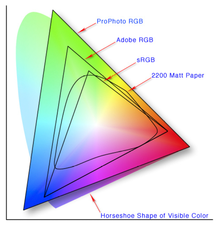 ProPhoto RGB
Adobe RGB
sRGB
2200 Matt Paper
Horseshoe Shape of Visible Color